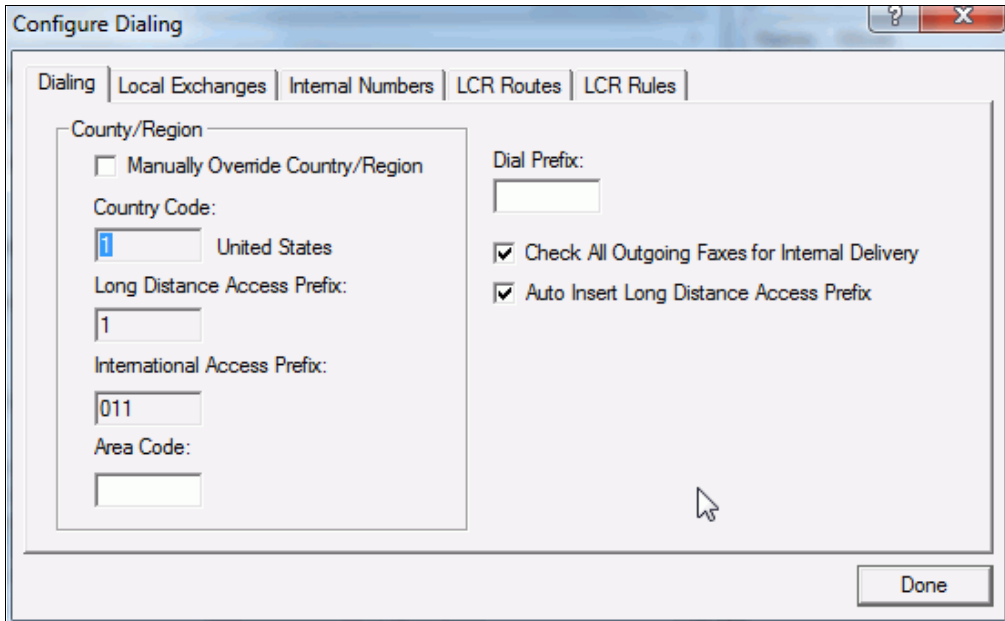 Configure Dialing
?
X
Dialing
Local Exchanges
Internal Numbers
LCR Routes
LCR Rules
County/Region
Manually Override Country/Region
Country Code:
1
United States
Long Distance Access Prefix:
1
International Access Prefix:
011
Area Code:
Dial Prefix:
Check All Outgoing Faxes for Internal Delivery
Auto Insert Long Distance Access Prefix
Done